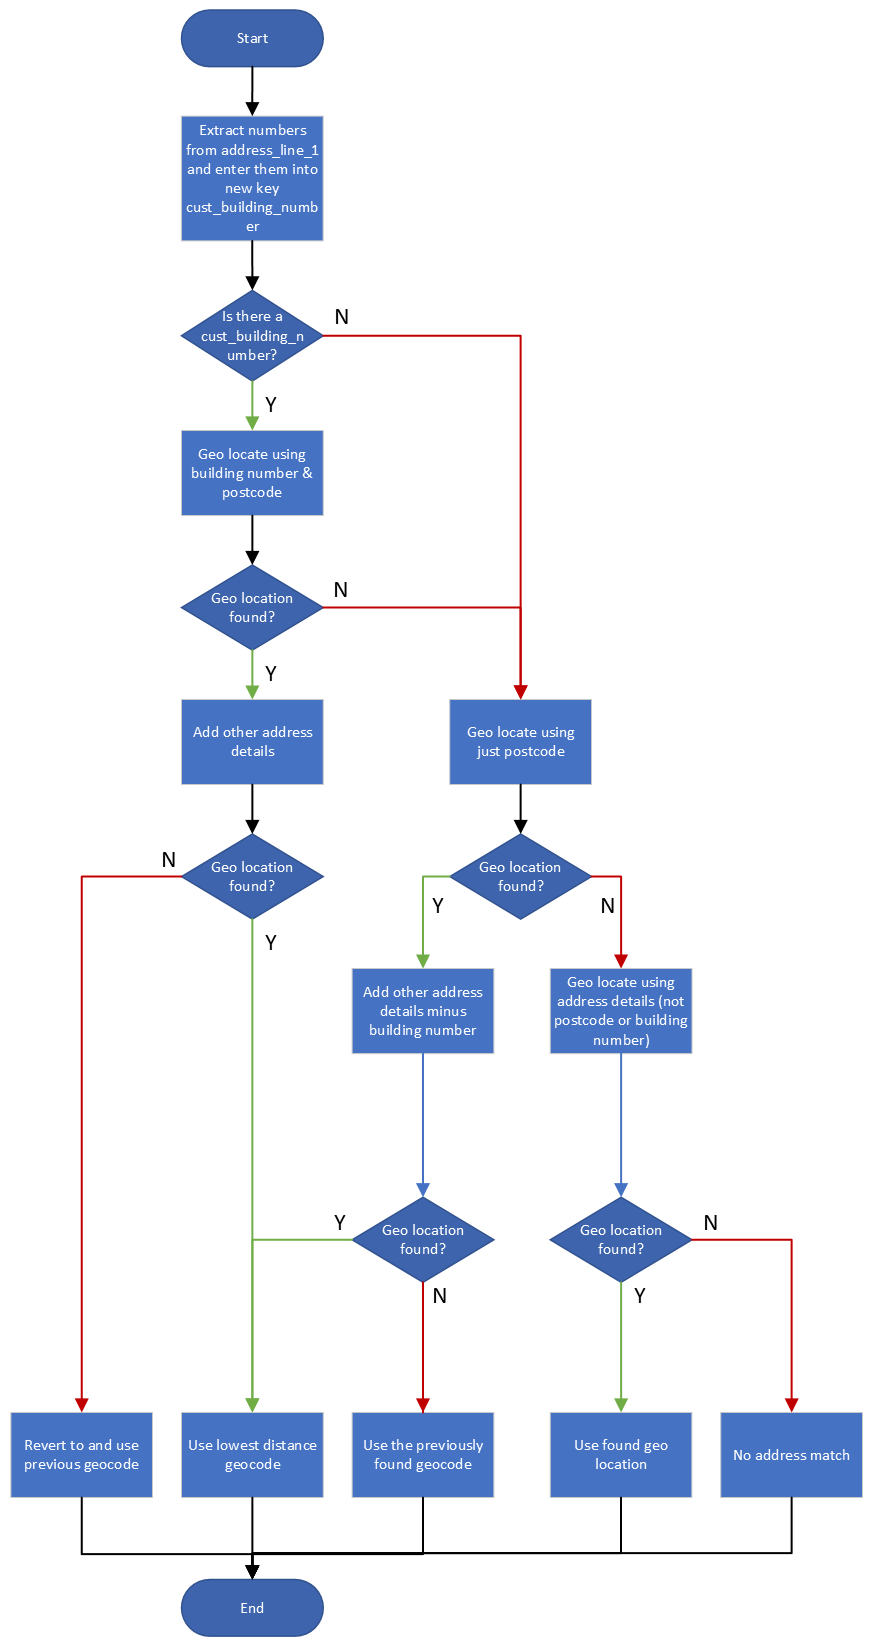 Start
Extract numbers
from address_line_1
and enter them into
new key
cust_building_numb
er
Is there a
cust_building_n
umber?
N
Y
Geo locate using
building number &
postcode
Geo location
found?
N
Y
Add other address
details
Geo locate using
just postcode
Geo location
found?
N
Y
Geo location
found?
Y
N
Add other address
details minus
building number
Geo locate using
address details (not
postcode or building
number)
Geo location
found?
Y
N
Geo location
found?
N
Y
Revert to and use
previous geocode
Use lowest distance
geocode
Use the previously
found geocode
Use found geo
location
No address match
End